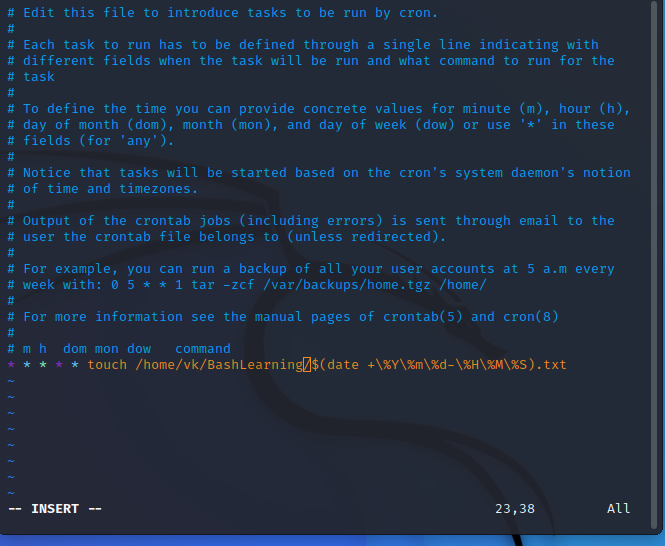 # Edit this file to introduce tasks to be run by cron.
#
# Each task to run has to be defined through a single line indicating with
# different fields when the task will be run and what command to run for the
# task
#
# To define the time you can provide concrete values for minute (m), hour (h),
# day of month (dom), month (mon), and day of week (dow) or use '*' in these
# fields (for 'any').
#
# Notice that tasks will be started based on the cron's system daemon's notion
# of time and timezones.
#
# Output of the crontab jobs (including errors) is sent through email to the
# user the crontab file belongs to (unless redirected).
#
# For example, you can run a backup of all your user accounts at 5 a.m every
# week with: 0 5 * * 1 tar -zcf /var/backups/home.tgz /home/
#
# For more information see the manual pages of crontab(5) and cron(8)
#
# m h  dom mon dow   command
* * * * * touch /home/vk/BashLearning/$(date +\%Y\%m\%d-\%H\%M\%S).txt
~
~
~
~
~
~
~
~
-- INSERT --                                                 23,38         All